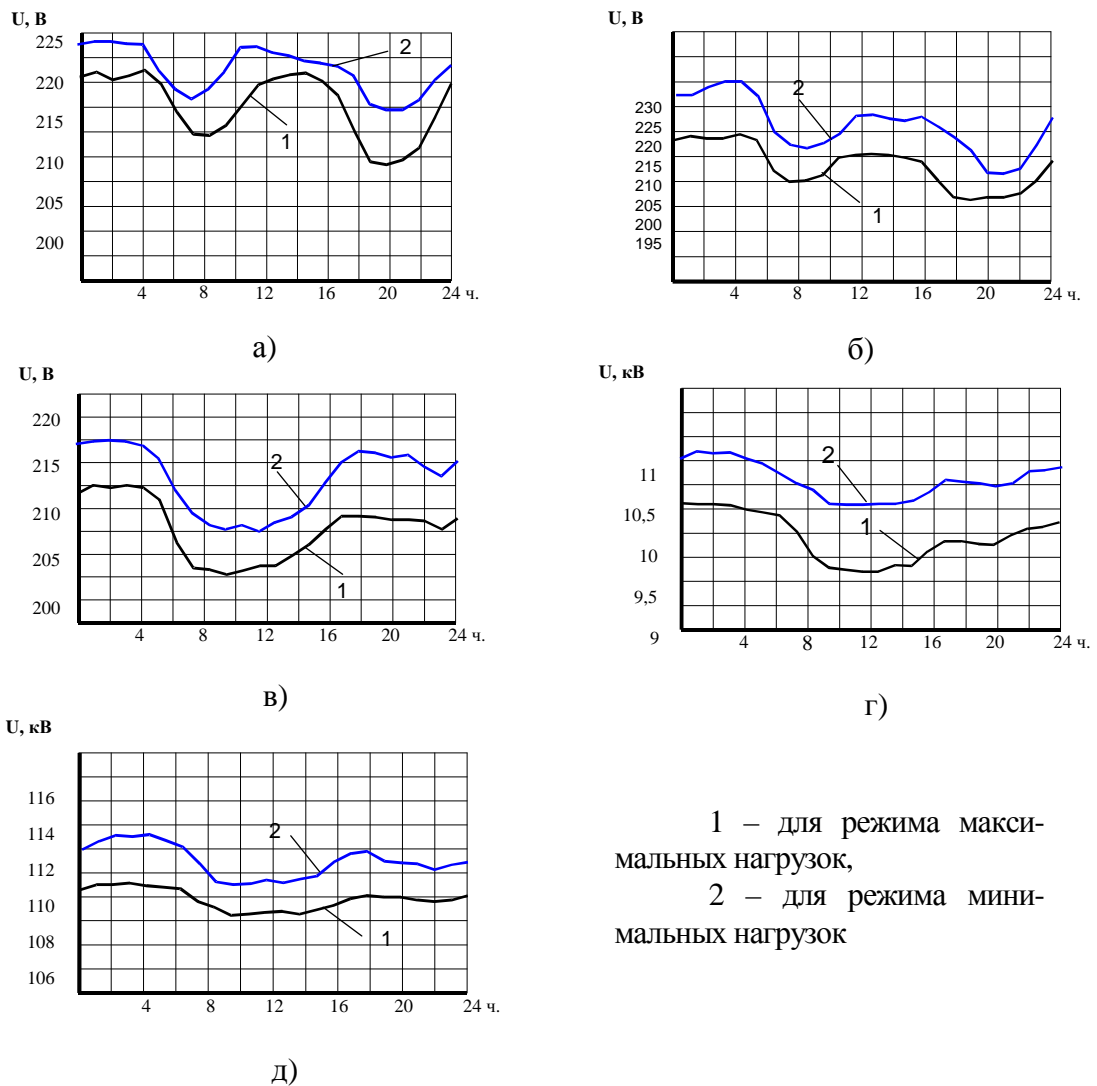 U, В
225
220
215
210
205
200
2
1
4 8 12 16 20 24 ч.
а)
U, В
230
225
220
215
210
205
200
195
2
1
4 8 12 16 20 24 ч.
б)
U, В
220
215
210
205
200
2
1
4 8 12 16 20 24 ч.
в)
U, кВ
11
10,5
10
9,5
9
2
1
4 8 12 16 20 24 ч.
г)
U, кВ
116
114
112
110
108
106
2
1
4 8 12 16 20 24 ч.
д)
1 – для режима макси-
мальных нагрузок,
2 – для режима мини-
мальных нагрузок